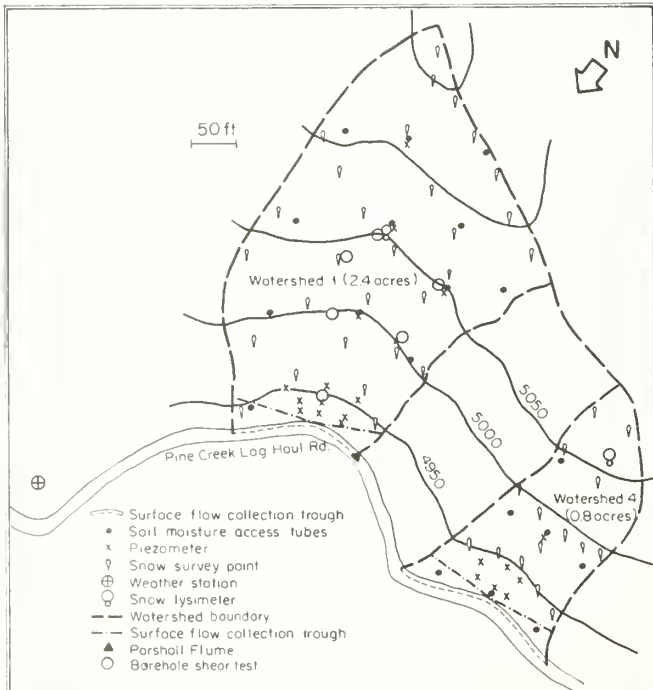 N
50 ft
Watershed 1 (2.4 acres)
5050
5000
4950
Pine Creek Log Haul Rd.
Watershed 4
(0.8 acres)
Surface flow collection trough
Soil moisture access tubes
x Piezometer
Snow survey point
Weather station
Snow lysimeter
Watershed boundary
Surface flow collection trough
Parshall Flume
Borehole shear test